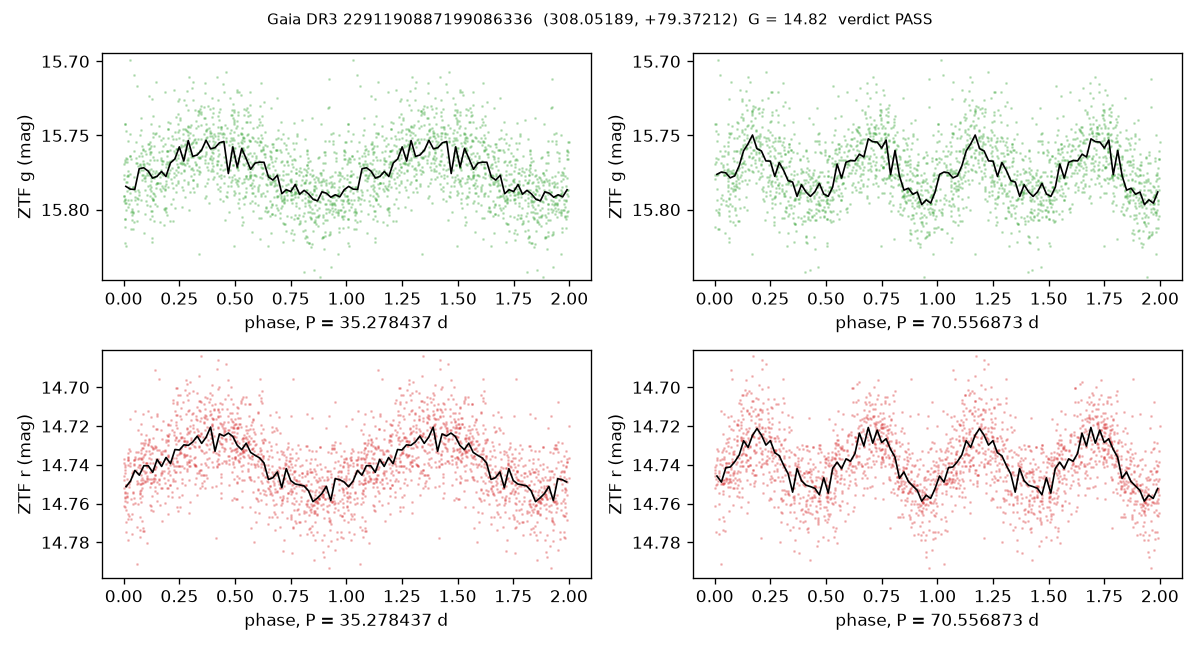 Gaia DR3 2291190887199086336  (308.05189, +79.37212)  G = 14.82  verdict PASS
ZTF g (mag)
15.70
15.75
15.80
0.00 0.25 0.50 0.75 1.00 1.25 1.50 1.75 2.00
phase, P = 35.278437 d
ZTF g (mag)
15.70
15.75
15.80
0.00 0.25 0.50 0.75 1.00 1.25 1.50 1.75 2.00
phase, P = 70.556873 d
ZTF r (mag)
14.70
14.72
14.74
14.76
14.78
0.00 0.25 0.50 0.75 1.00 1.25 1.50 1.75 2.00
phase, P = 35.278437 d
ZTF r (mag)
14.70
14.72
14.74
14.76
14.78
0.00 0.25 0.50 0.75 1.00 1.25 1.50 1.75 2.00
phase, P = 70.556873 d